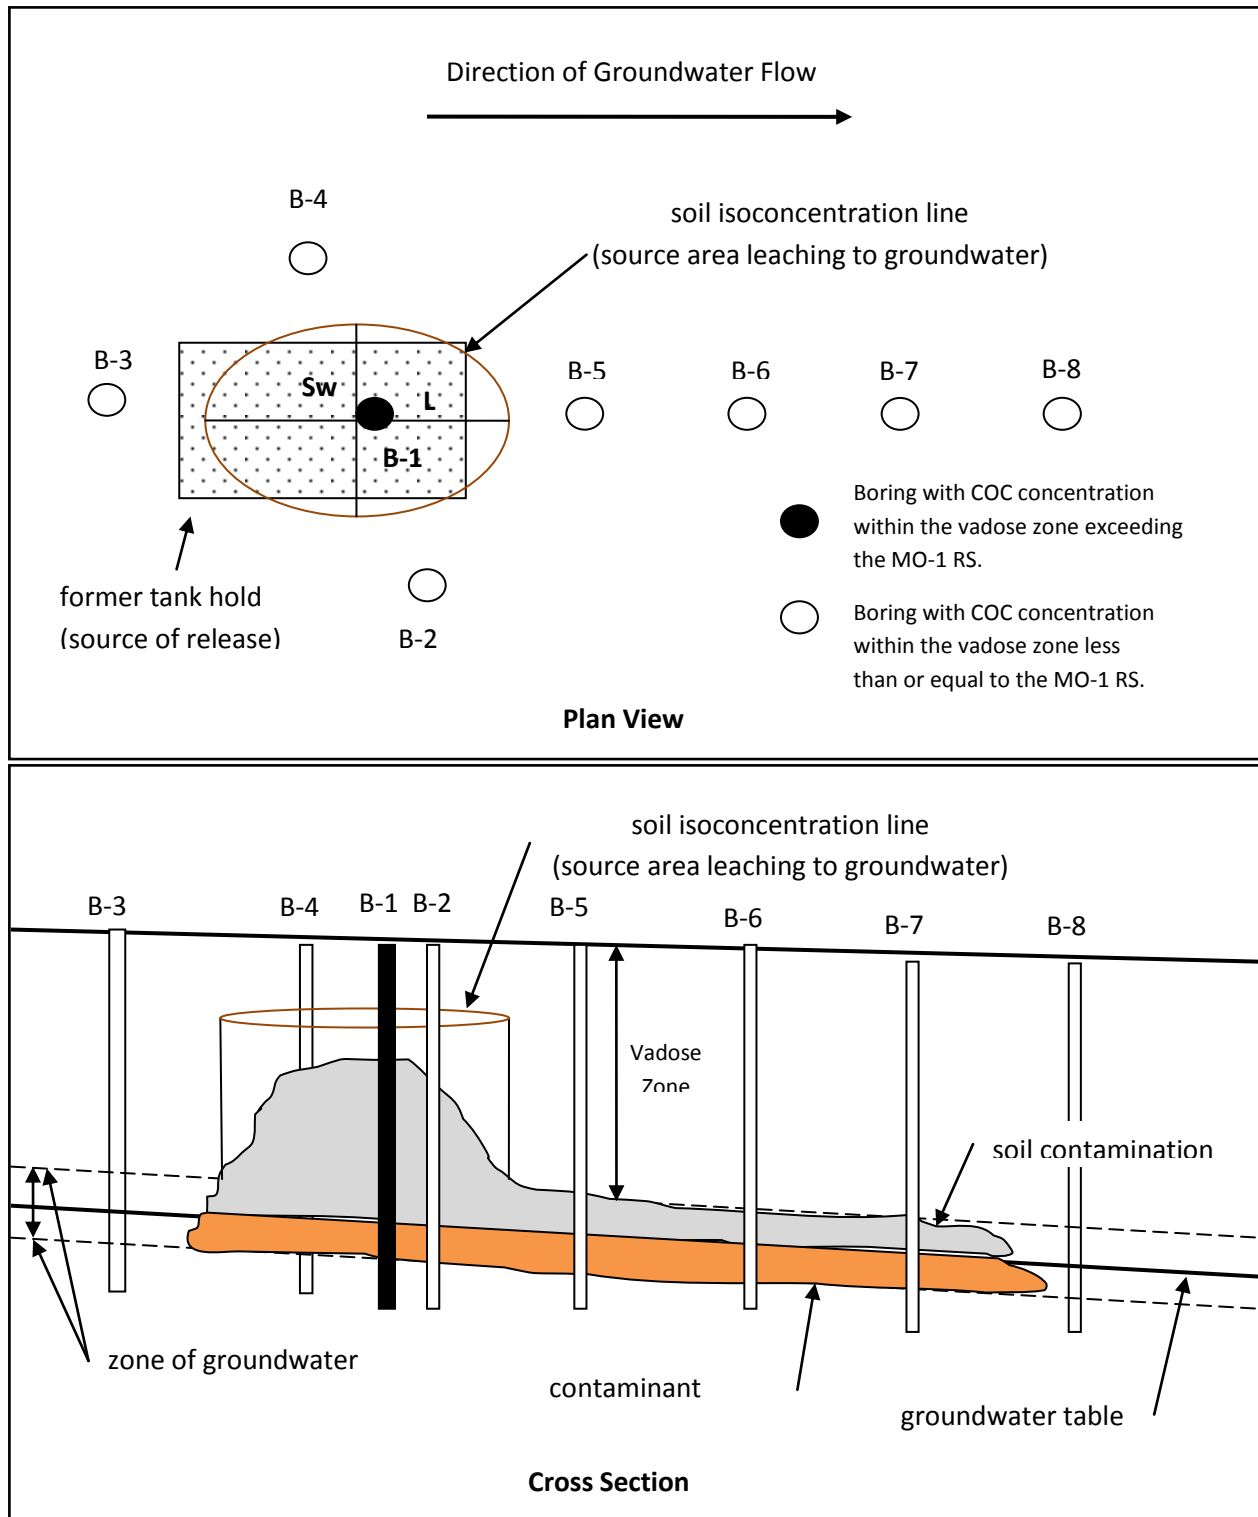 Direction of Groundwater Flow
B-4
soil isoconcentration line
(source area leaching to groundwater)
B-3
B-5
B-6
B-7
B-8
Sw
L
B-1
Boring with COC concentration
within the vadose zone exceeding
the MO-1 RS.
former tank hold
(source of release)
B-2
Boring with COC concentration
within the vadose zone less
than or equal to the MO-1 RS.
Plan View
soil isoconcentration line
(source area leaching to groundwater)
B-3
B-4
B-1
B-2
B-5
B-6
B-7
B-8
Vadose
Zone
soil contamination
zone of groundwater
contaminant
groundwater table
Cross Section